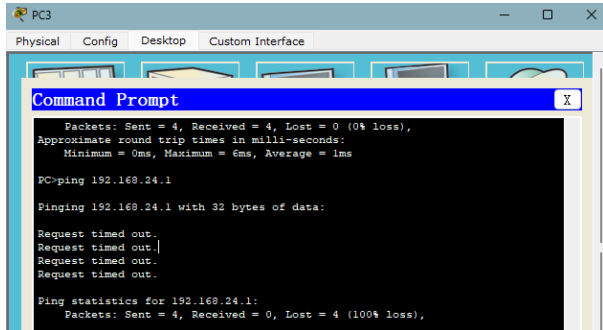 PC3
Physical Config Desktop Custom Interface
Command Prompt
X
Packets: Sent = 4, Received = 4, Lost = 0 (0% loss),
Approximate round trip times in milli-seconds:
Minimum = 0ms, Maximum = 6ms, Average = 1ms
PC>ping 192.168.24.1
Pinging 192.168.24.1 with 32 bytes of data:
Request timed out.
Request timed out.
Request timed out.
Request timed out.
Ping statistics for 192.168.24.1:
Packets: Sent = 4, Received = 0, Lost = 4 (100% loss),